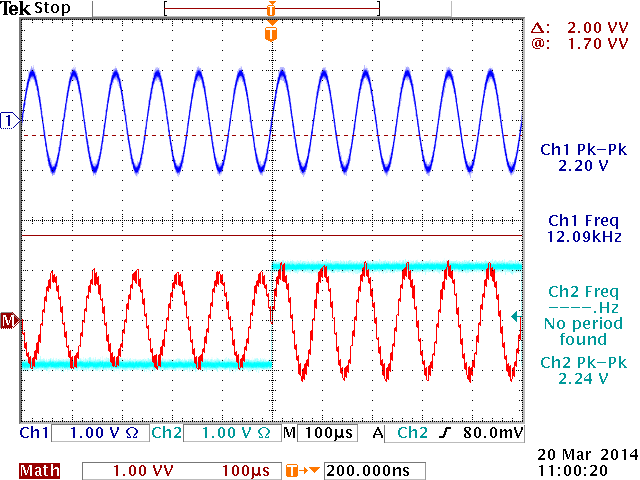 Tek Stop
T
T
Δ: 2.00 VV
@: 1.70 VV
1
Ch1 Pk–Pk
2.20 V
Ch1 Freq
12.09kHz
Ch2 Freq
-----.Hz
No period
found
M
Ch2 Pk–Pk
2.24 V
Ch1 1.00 V Ω Ch2 1.00 V Ω M 100µs A Ch2 80.0mV
20 Mar 2014
11:00:20
Math 1.00 VV 100µs T 200.000ns